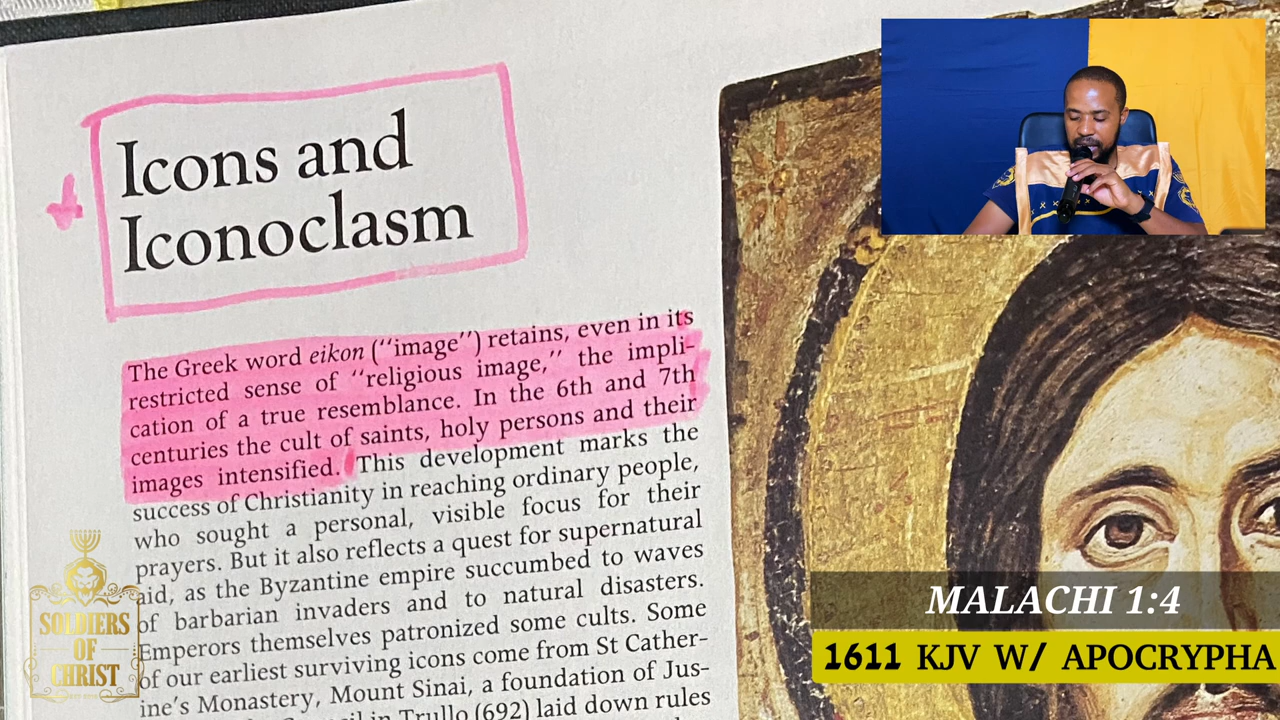 Icons and
Iconoclasm
The Greek word eikon (“image”) retains, even in its
restricted sense of “religious image,” the impli-
cation of a true resemblance. In the 6th and 7th
centuries the cult of saints, holy persons and their
images intensified. This development marks the
success of Christianity in reaching ordinary people,
who sought a personal, visible focus for their
prayers. But it also reflects a quest for supernatural
aid, as the Byzantine empire succumbed to waves
of barbarian invaders and to natural disasters.
Emperors themselves patronized some cults. Some
of our earliest surviving icons come from St Cather-
ine's Monastery, Mount Sinai, a foundation of Jus-
Council in Trullo (692) laid down rules
SOLDIERS
OF
CHRIST
MALACHI 1:4
1611 KJV W/ APOCRYPHA